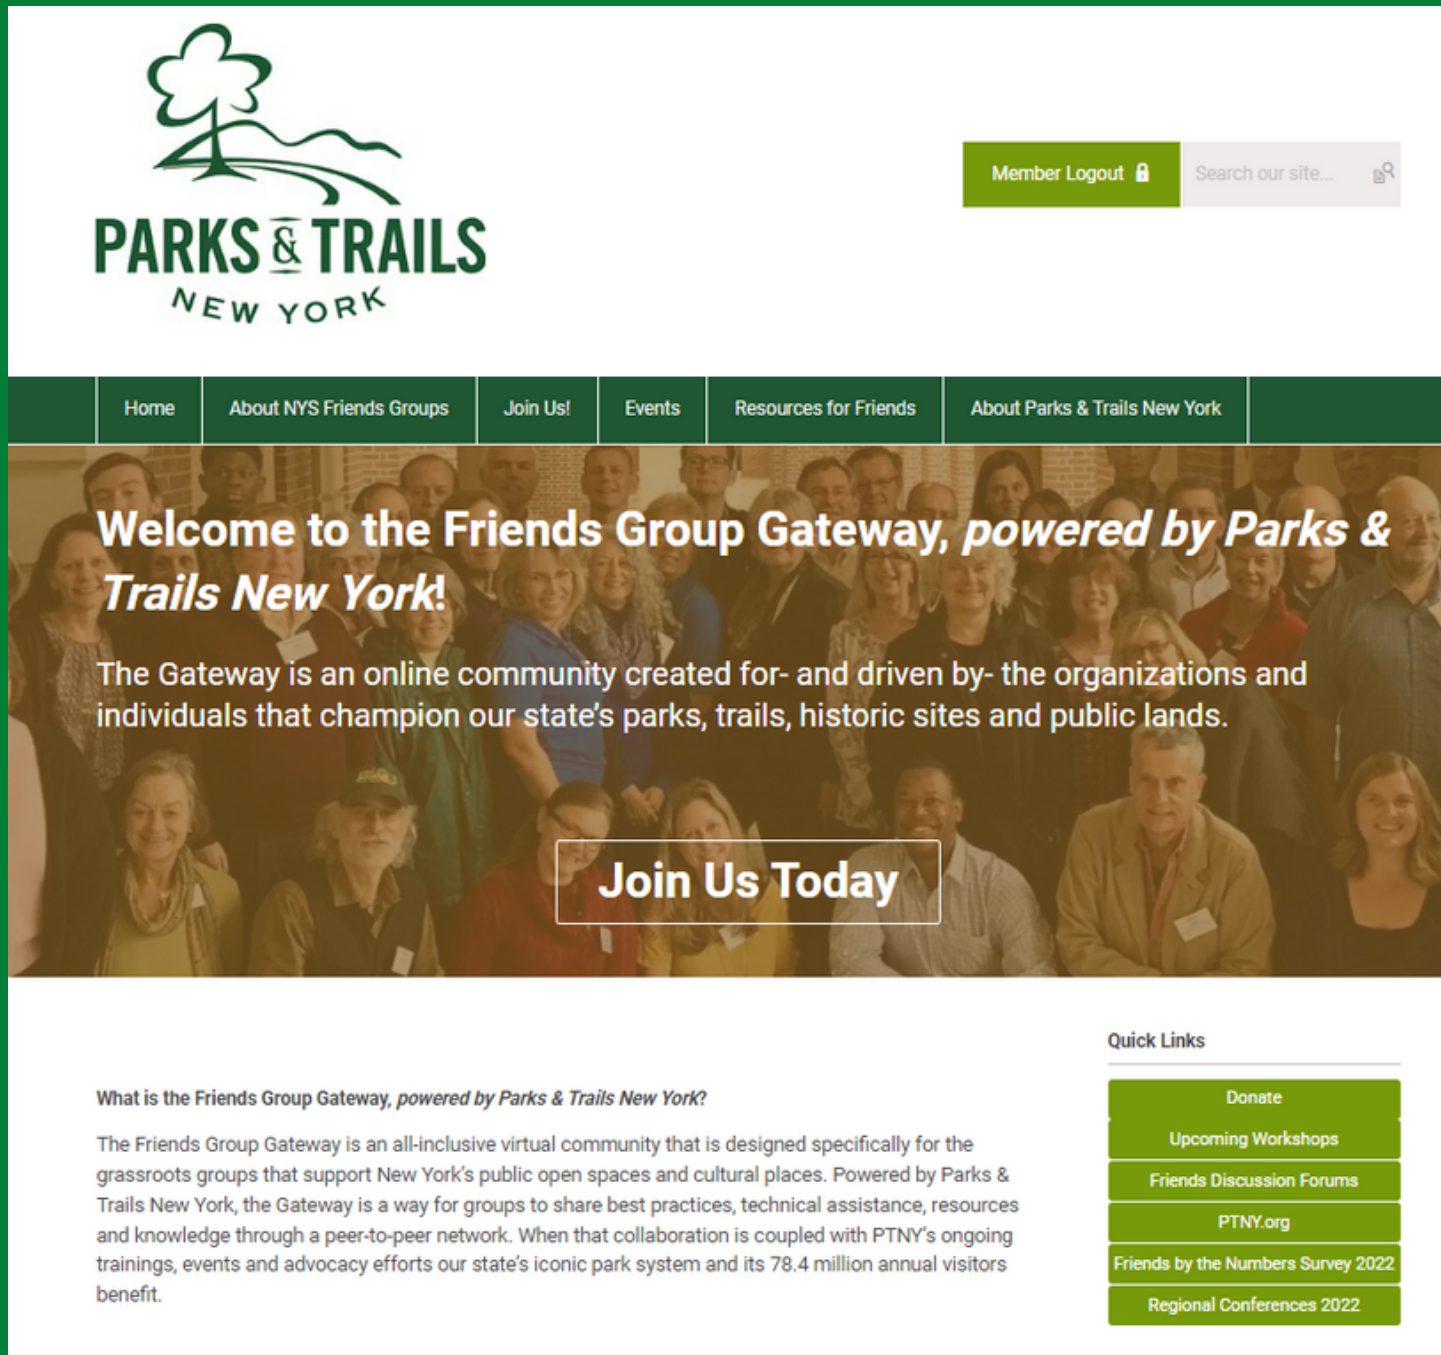 PARKS & TRAILS
NEW YORK
Member Logout
Search our site...
Home
About NYS Friends Groups
Join Us!
Events
Resources for Friends
About Parks & Trails New York
Welcome to the Friends Group Gateway, powered by Parks &
Trails New York!
The Gateway is an online community created for- and driven by- the organizations and
individuals that champion our state's parks, trails, historic sites and public lands.
Join Us Today
What is the Friends Group Gateway, powered by Parks & Trails New York?
The Friends Group Gateway is an all-inclusive virtual community that is designed specifically for the
grassroots groups that support New York's public open spaces and cultural places. Powered by Parks &
Trails New York, the Gateway is a way for groups to share best practices, technical assistance, resources
and knowledge through a peer-to-peer network. When that collaboration is coupled with PTNY's ongoing
trainings, events and advocacy efforts our state's iconic park system and its 78.4 million annual visitors
benefit.
Quick Links
Donate
Upcoming Workshops
Friends Discussion Forums
PTNY.org
Friends by the Numbers Survey 2022
Regional Conferences 2022